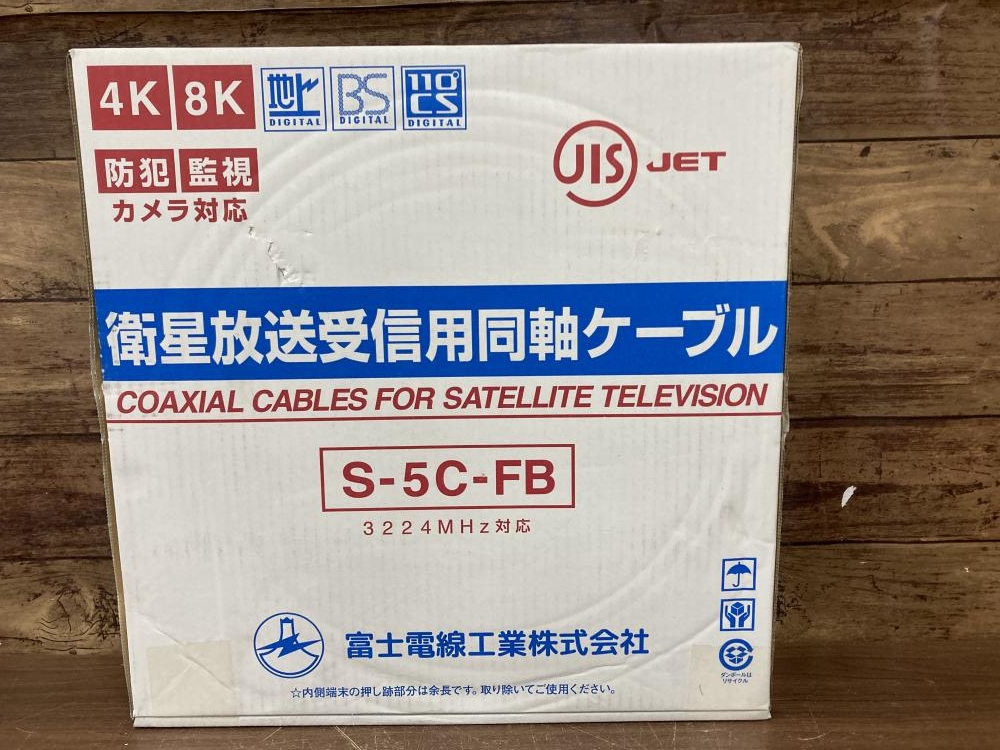 4K 8K 地上 DIGITAL BS DIGITAL 110°CS DIGITAL
防犯 監視
カメラ対応
JIS JET
衛星放送受信用同軸ケーブル
COAXIAL CABLES FOR SATELLITE TELEVISION
S-5C-FB
3224MHz対応
富士電線工業株式会社
☆内側端末の押し跡部分は余長です。取り除いてご使用ください。
ダンボールは
リサイクル